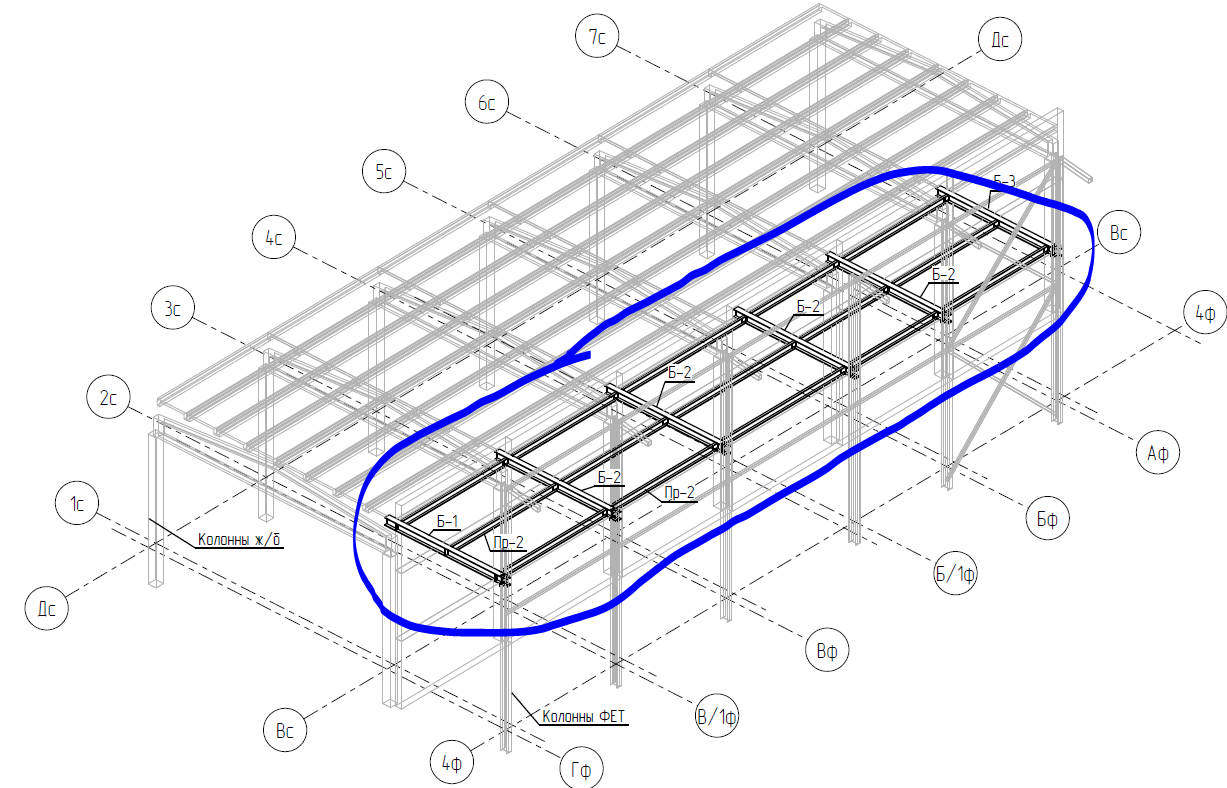 7с
Дс
6с
5с
Б-3
4с
Вс
Б-2
3с
Б-2
4ф
Б-2
2с
Аф
1с
Б-2
Пр-2
Б-1
Бф
Колонны ж/б
Пр-2
Б/1ф
Дс
Вф
Вс
Колонны ФЕТ
В/1ф
4ф
Гф